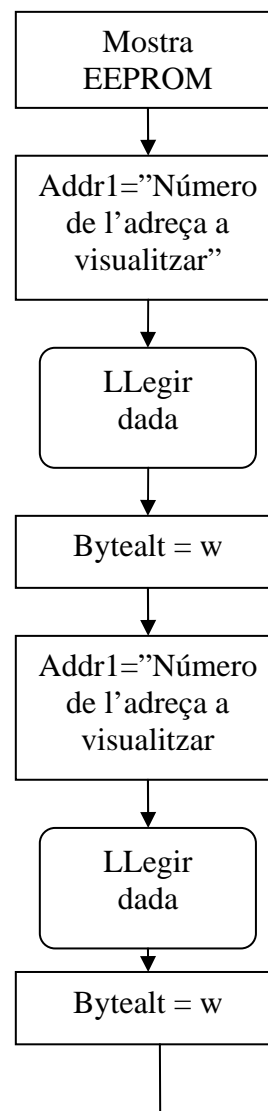 Mostra
EEPROM
Addr1=”Número
de l’adreça a
visualitzar”
LLegir
dada
Bytealt = w
Addr1=”Número
de l’adreça a
visualitzar
LLegir
dada
Bytealt = w